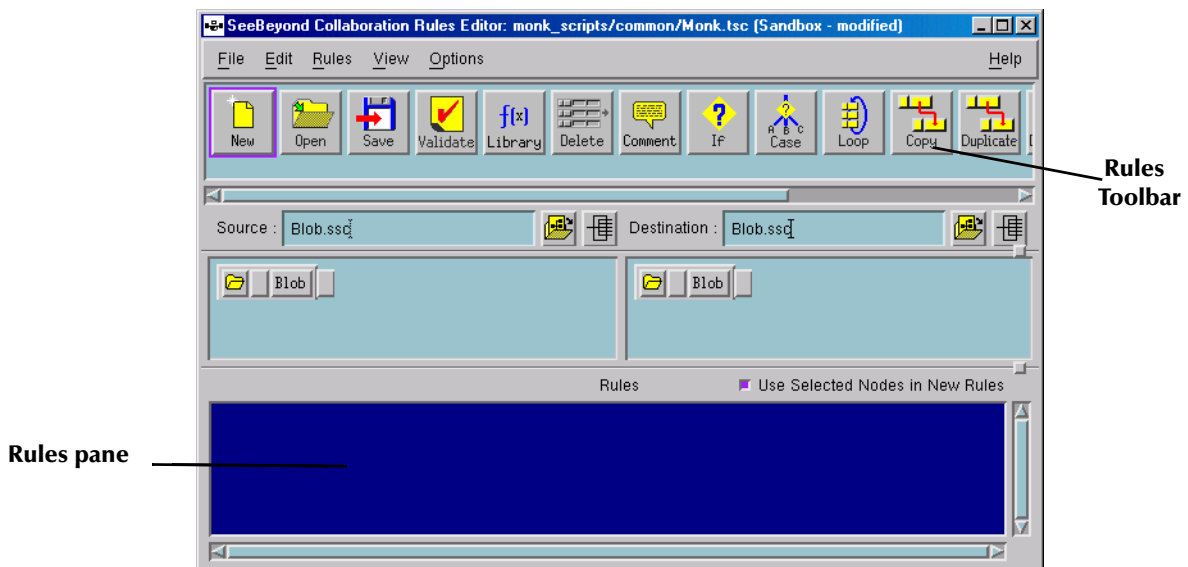 SeeBeyond Collaboration Rules Editor: monk_scripts/common/Monk.tsc (Sandbox - modified)
File Edit Rules View Options Help
New Open Save Validate Library Delete Comment If Case Loop Copy Duplicate
f(x)
?
?
A B C
Rules
Toolbar
Source : Blob.ssc Destination : Blob.ssc
Blob Blob
Rules Use Selected Nodes in New Rules
Rules pane